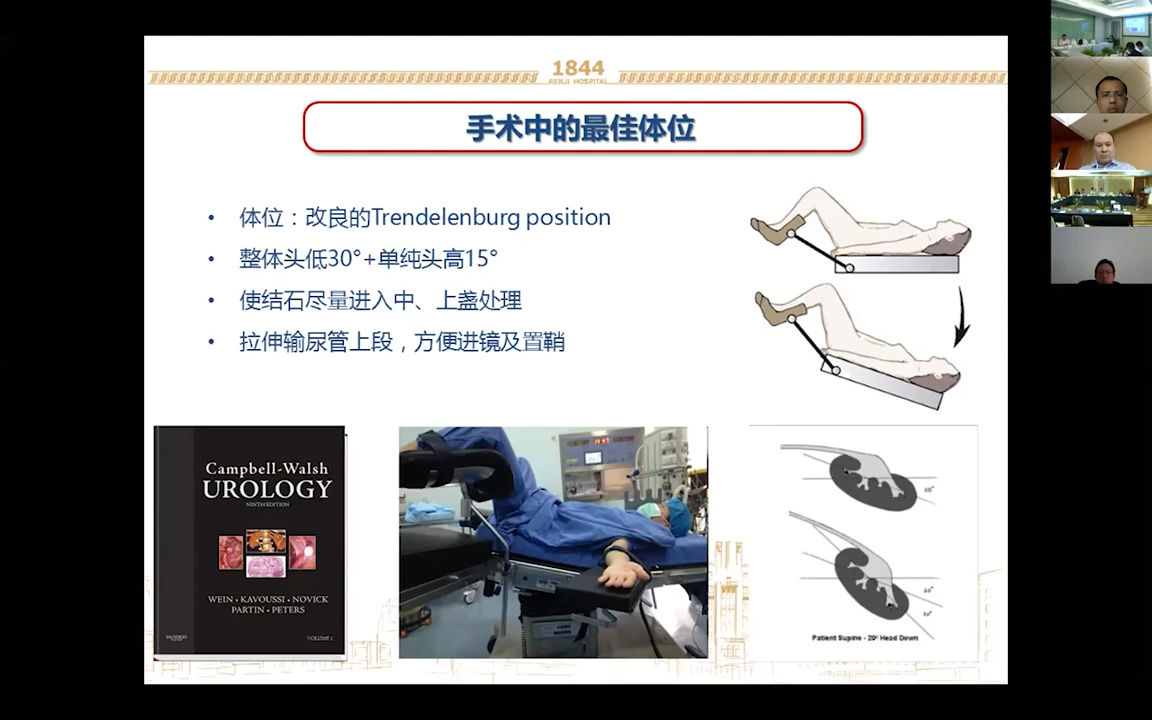 1844
RENJI HOSPITAL
手术中的最佳体位
• 体位：改良的Trendelenburg position
• 整体头低30°+单纯头高15°
• 使结石尽量进入中、上盏处理
• 拉伸输尿管上段，方便进镜及置鞘
Campbell-Walsh
UROLOGY
NINTH EDITION
WEIN • KAVOUSSI • NOVICK
PARTIN • PETERS
VOLUME 1
Patient Supine - 20° Head Down